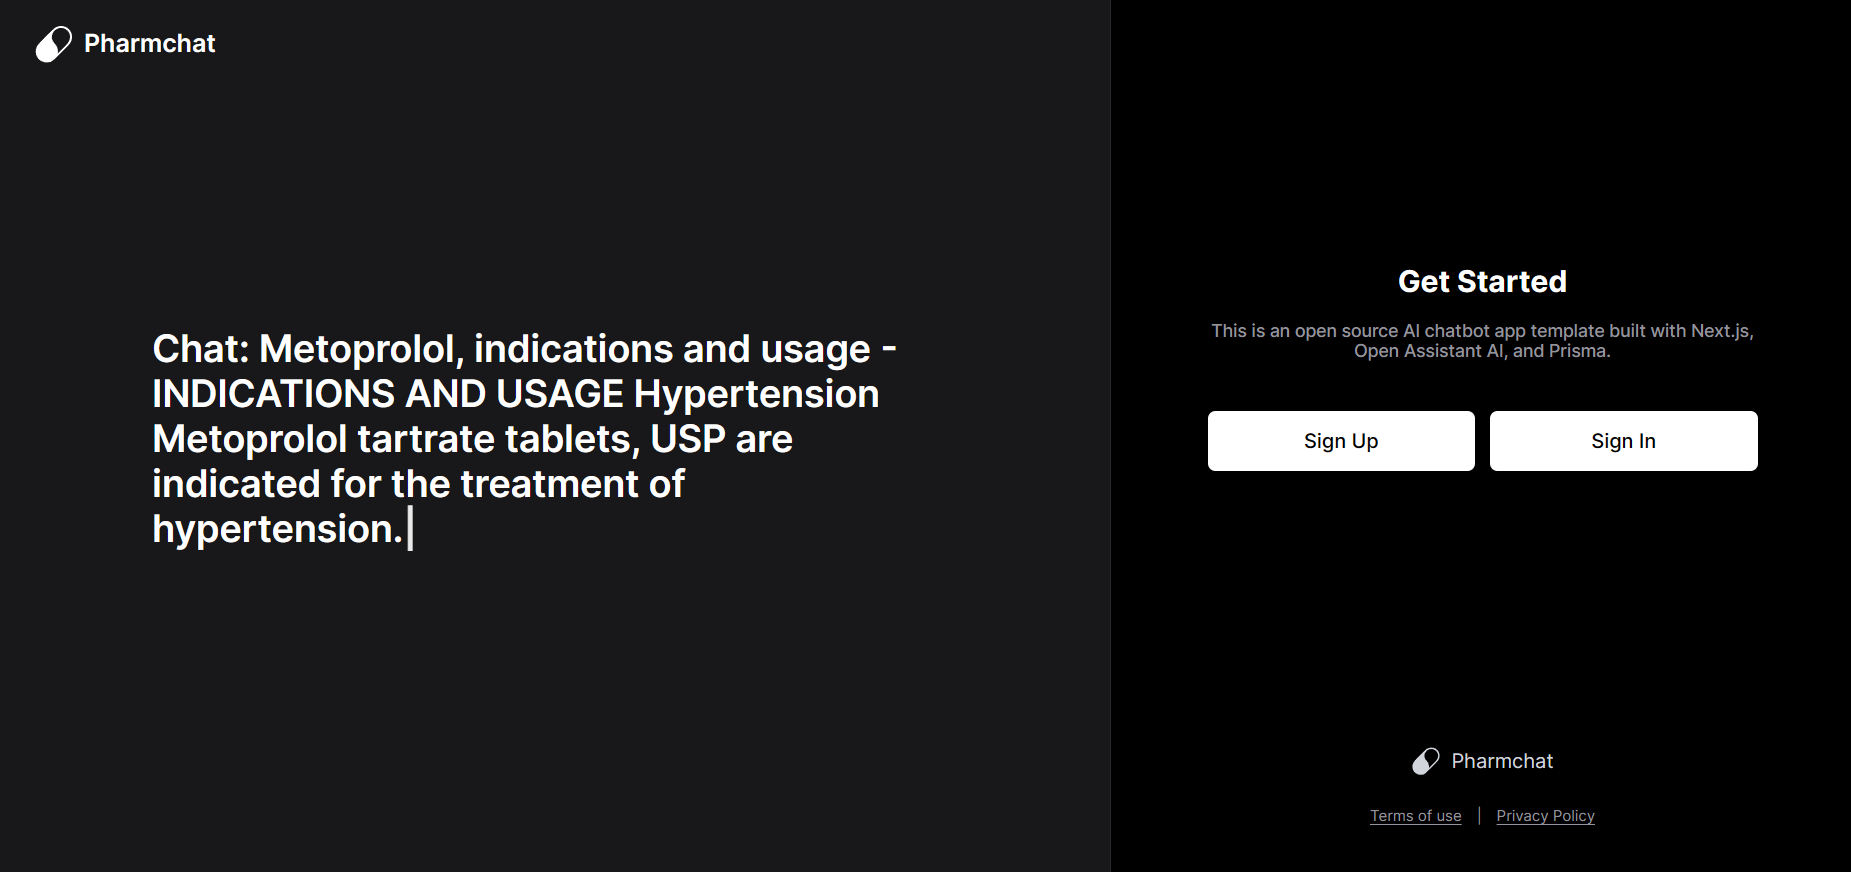 Pharmchat
Chat: Metoprolol, indications and usage -
INDICATIONS AND USAGE Hypertension
Metoprolol tartrate tablets, USP are
indicated for the treatment of
hypertension.
Get Started
This is an open source AI chatbot app template built with Next.js,
Open Assistant AI, and Prisma.
Sign Up
Sign In
Pharmchat
Terms of use | Privacy Policy